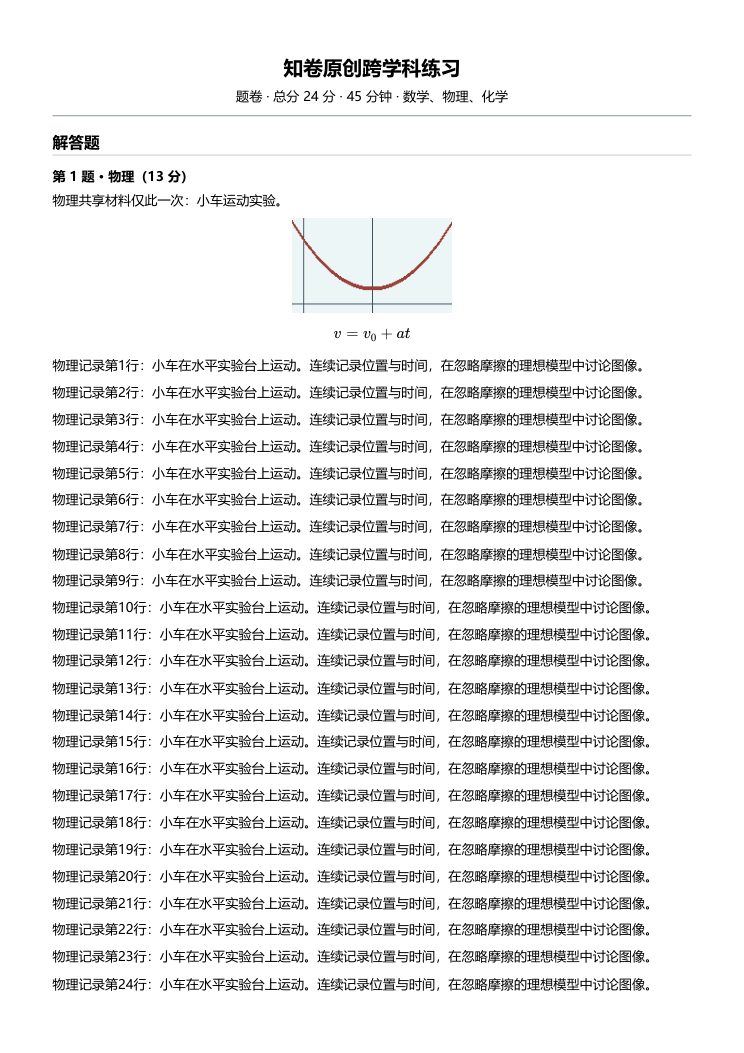 知卷原创跨学科练习
题卷 · 总分 24 分 · 45 分钟 · 数学、物理、化学
解答题
第 1 题 · 物理（13 分）
物理共享材料仅此一次：小车运动实验。
v = v₀ + at
物理记录第1行：小车在水平实验台上运动。连续记录位置与时间，在忽略摩擦的理想模型中讨论图像。
物理记录第2行：小车在水平实验台上运动。连续记录位置与时间，在忽略摩擦的理想模型中讨论图像。
物理记录第3行：小车在水平实验台上运动。连续记录位置与时间，在忽略摩擦的理想模型中讨论图像。
物理记录第4行：小车在水平实验台上运动。连续记录位置与时间，在忽略摩擦的理想模型中讨论图像。
物理记录第5行：小车在水平实验台上运动。连续记录位置与时间，在忽略摩擦的理想模型中讨论图像。
物理记录第6行：小车在水平实验台上运动。连续记录位置与时间，在忽略摩擦的理想模型中讨论图像。
物理记录第7行：小车在水平实验台上运动。连续记录位置与时间，在忽略摩擦的理想模型中讨论图像。
物理记录第8行：小车在水平实验台上运动。连续记录位置与时间，在忽略摩擦的理想模型中讨论图像。
物理记录第9行：小车在水平实验台上运动。连续记录位置与时间，在忽略摩擦的理想模型中讨论图像。
物理记录第10行：小车在水平实验台上运动。连续记录位置与时间，在忽略摩擦的理想模型中讨论图像。
物理记录第11行：小车在水平实验台上运动。连续记录位置与时间，在忽略摩擦的理想模型中讨论图像。
物理记录第12行：小车在水平实验台上运动。连续记录位置与时间，在忽略摩擦的理想模型中讨论图像。
物理记录第13行：小车在水平实验台上运动。连续记录位置与时间，在忽略摩擦的理想模型中讨论图像。
物理记录第14行：小车在水平实验台上运动。连续记录位置与时间，在忽略摩擦的理想模型中讨论图像。
物理记录第15行：小车在水平实验台上运动。连续记录位置与时间，在忽略摩擦的理想模型中讨论图像。
物理记录第16行：小车在水平实验台上运动。连续记录位置与时间，在忽略摩擦的理想模型中讨论图像。
物理记录第17行：小车在水平实验台上运动。连续记录位置与时间，在忽略摩擦的理想模型中讨论图像。
物理记录第18行：小车在水平实验台上运动。连续记录位置与时间，在忽略摩擦的理想模型中讨论图像。
物理记录第19行：小车在水平实验台上运动。连续记录位置与时间，在忽略摩擦的理想模型中讨论图像。
物理记录第20行：小车在水平实验台上运动。连续记录位置与时间，在忽略摩擦的理想模型中讨论图像。
物理记录第21行：小车在水平实验台上运动。连续记录位置与时间，在忽略摩擦的理想模型中讨论图像。
物理记录第22行：小车在水平实验台上运动。连续记录位置与时间，在忽略摩擦的理想模型中讨论图像。
物理记录第23行：小车在水平实验台上运动。连续记录位置与时间，在忽略摩擦的理想模型中讨论图像。
物理记录第24行：小车在水平实验台上运动。连续记录位置与时间，在忽略摩擦的理想模型中讨论图像。